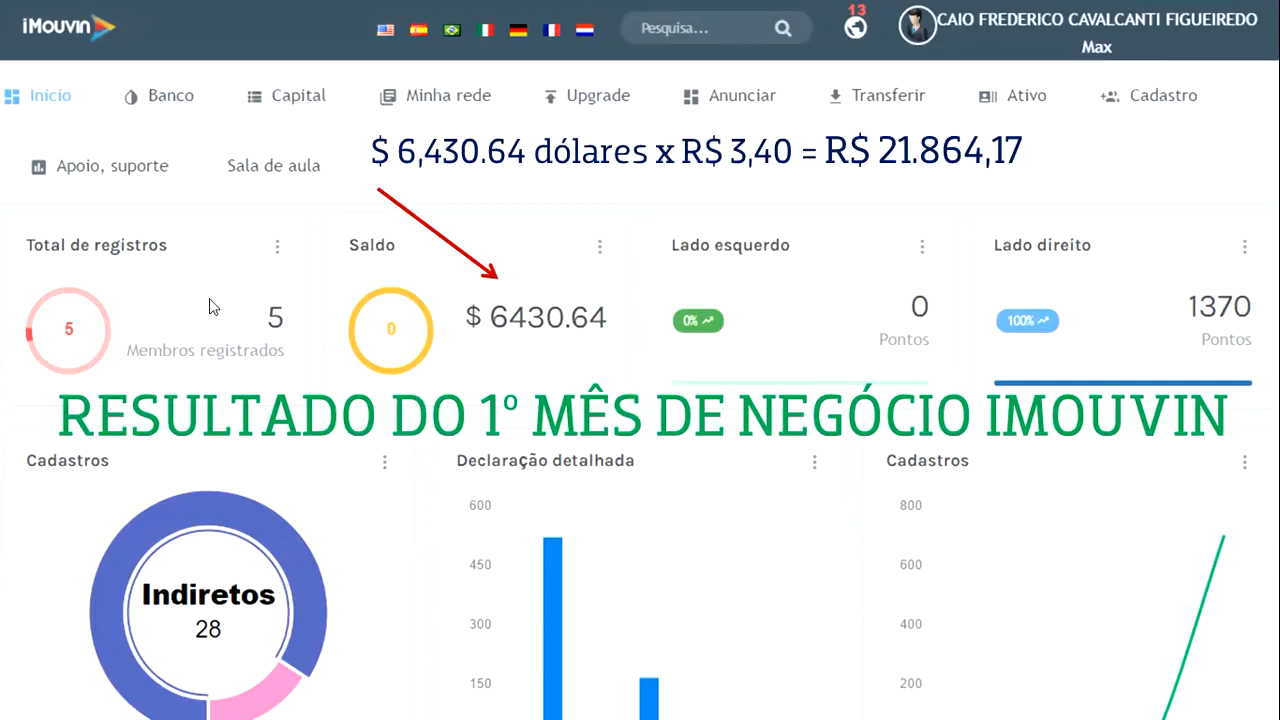 iMouvin
Pesquisa...
13
CAIO FREDERICO CAVALCANTI FIGUEIREDO
Max
Início
Banco
Capital
Minha rede
Upgrade
Anunciar
Transferir
Ativo
Cadastro
Apoio, suporte
Sala de aula
$ 6,430.64 dólares x R$ 3,40 = R$ 21.864,17
Total de registros
5
5
Membros registrados
Saldo
0
$ 6430.64
Lado esquerdo
0%
0
Pontos
Lado direito
100%
1370
Pontos
RESULTADO DO 1º MÊS DE NEGÓCIO IMOUVIN
Cadastros
Indiretos
28
Declaração detalhada
600
450
300
150
Cadastros
800
600
400
200